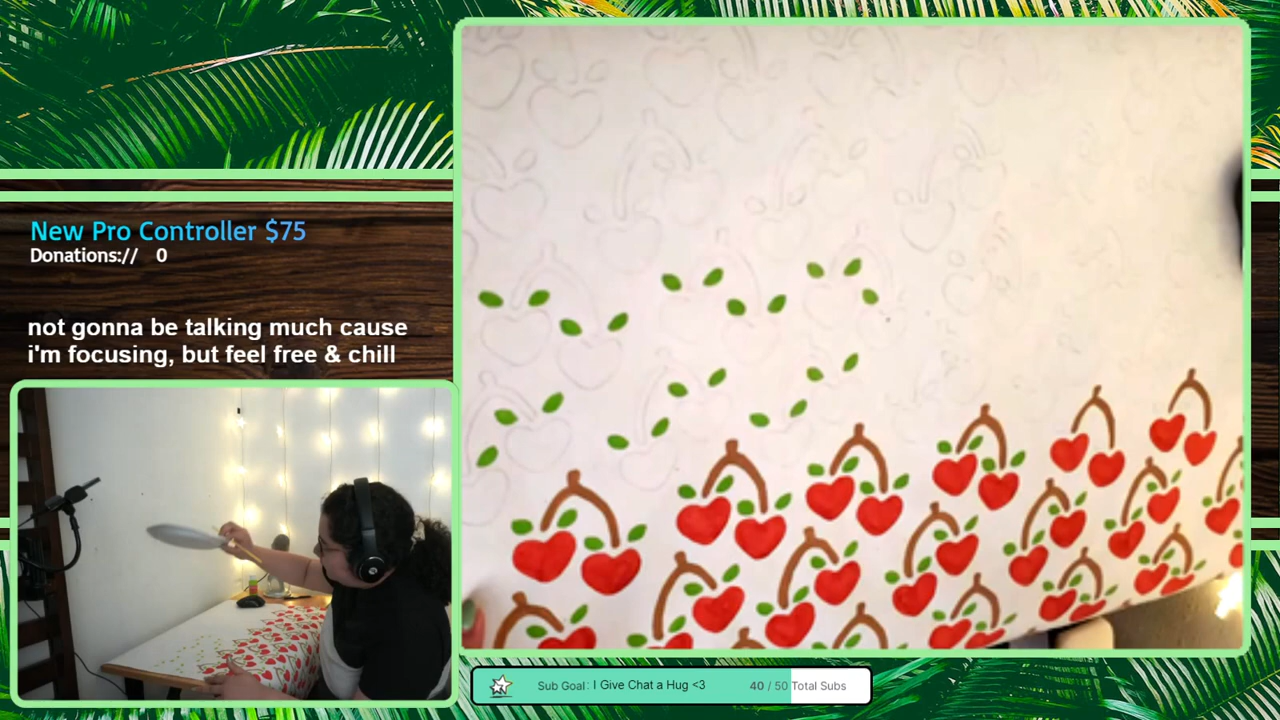 New Pro Controller $75
Donations:// 0
not gonna be talking much cause
i'm focusing, but feel free & chill
Sub Goal: I Give Chat a Hug <3 40 / 50 Total Subs